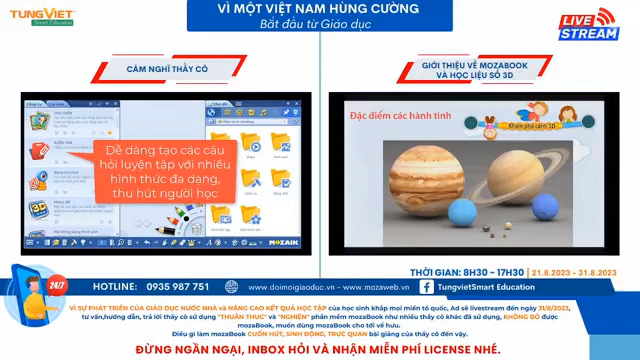 TUNGVIET
Smart Education
VÌ MỘT VIỆT NAM HÙNG CƯỜNG
Bắt đầu từ Giáo dục
LIVE
STREAM
CẢM NGHĨ THẦY CÔ
GIỚI THIỆU VỀ MOZABOOK
VÀ HỌC LIỆU SỐ 3D
Dễ dàng tạo các câu
hỏi luyện tập với nhiều
hình thức đa dạng,
thu hút người học
MOZAIK
Đặc điểm các hành tinh
Khám phá cảnh 3D
THỜI GIAN: 8H30 - 17H30 | 21.8.2023 - 31.8.2023
24/7
HOTLINE: 0935 987 751
www.doimoigiaoduc.vn - www.mozaweb.vn
TungvietSmart Education
VÌ SỰ PHÁT TRIỂN CỦA GIÁO DỤC NƯỚC NHÀ VÀ NÂNG CAO KẾT QUẢ HỌC TẬP của học sinh khắp mọi miền tổ quốc, Ad sẽ livestream đến ngày 31/8/2023,
tư vấn,hướng dẫn, trả lời thầy cô sử dụng "THUẦN THỤC" và "NGHIỆN" phần mềm mozaBook như nhiều thầy cô khác đã sử dụng, KHÔNG BỎ được
mozaBook, muốn dùng mozaBook cho tới về hưu.
Điều gì làm mozaBook CUỐN HÚT, SINH ĐỘNG, TRỰC QUAN bài giảng của thầy cô đến vậy.
ĐỪNG NGẦN NGẠI, INBOX HỎI VÀ NHẬN MIỄN PHÍ LICENSE NHÉ.